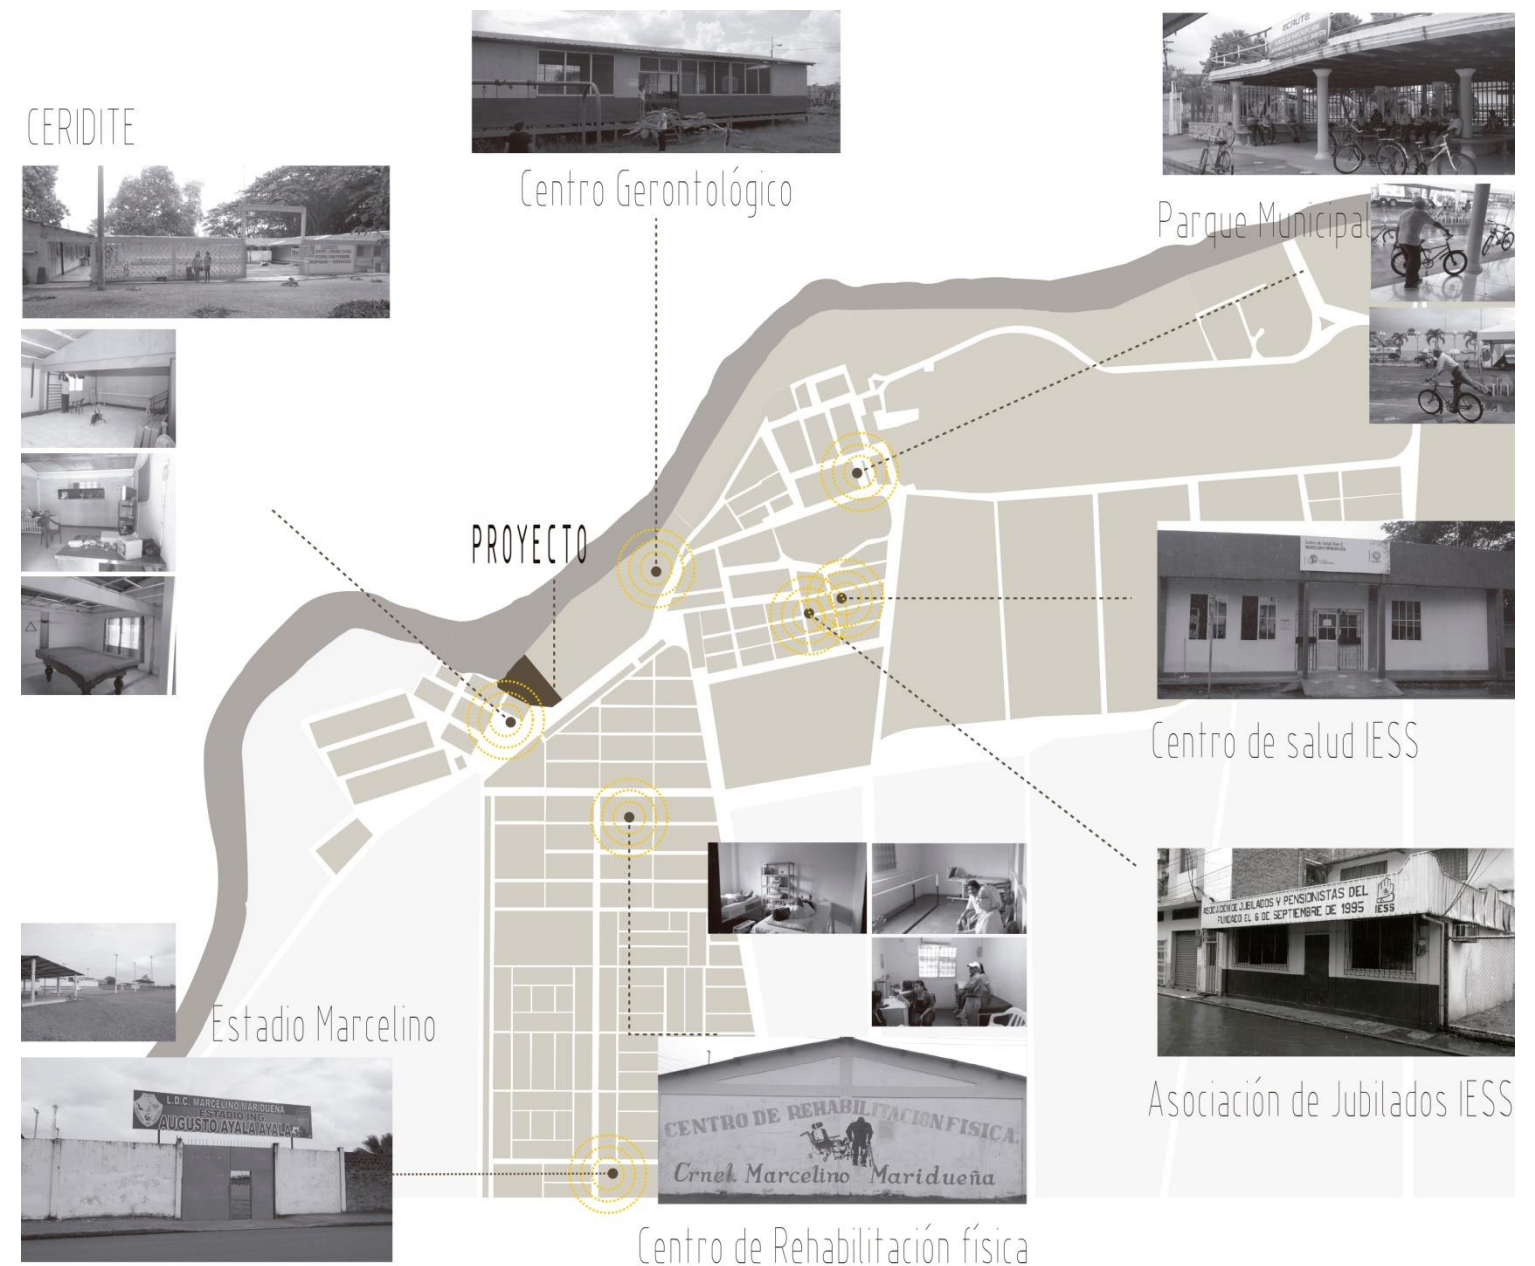 CERIDITE
Centro Gerontológico
Parque Municipal
PROYECTO
Centro de salud IESS
ASOCIACION DE JUBILADOS Y PENSIONISTAS DEL
IESS
FUNDADO EL 6 DE SEPTIEMBRE DE 1995
Asociación de Jubilados IESS
Estadio Marcelino
L.D.C. MARCELINO MARIDUEÑA
ESTADIO ING.
AUGUSTO AYALA AYALA
CENTRO DE REHABILITACION FISICA.
Crnel. Marcelino Maridueña
Centro de Rehabilitación física